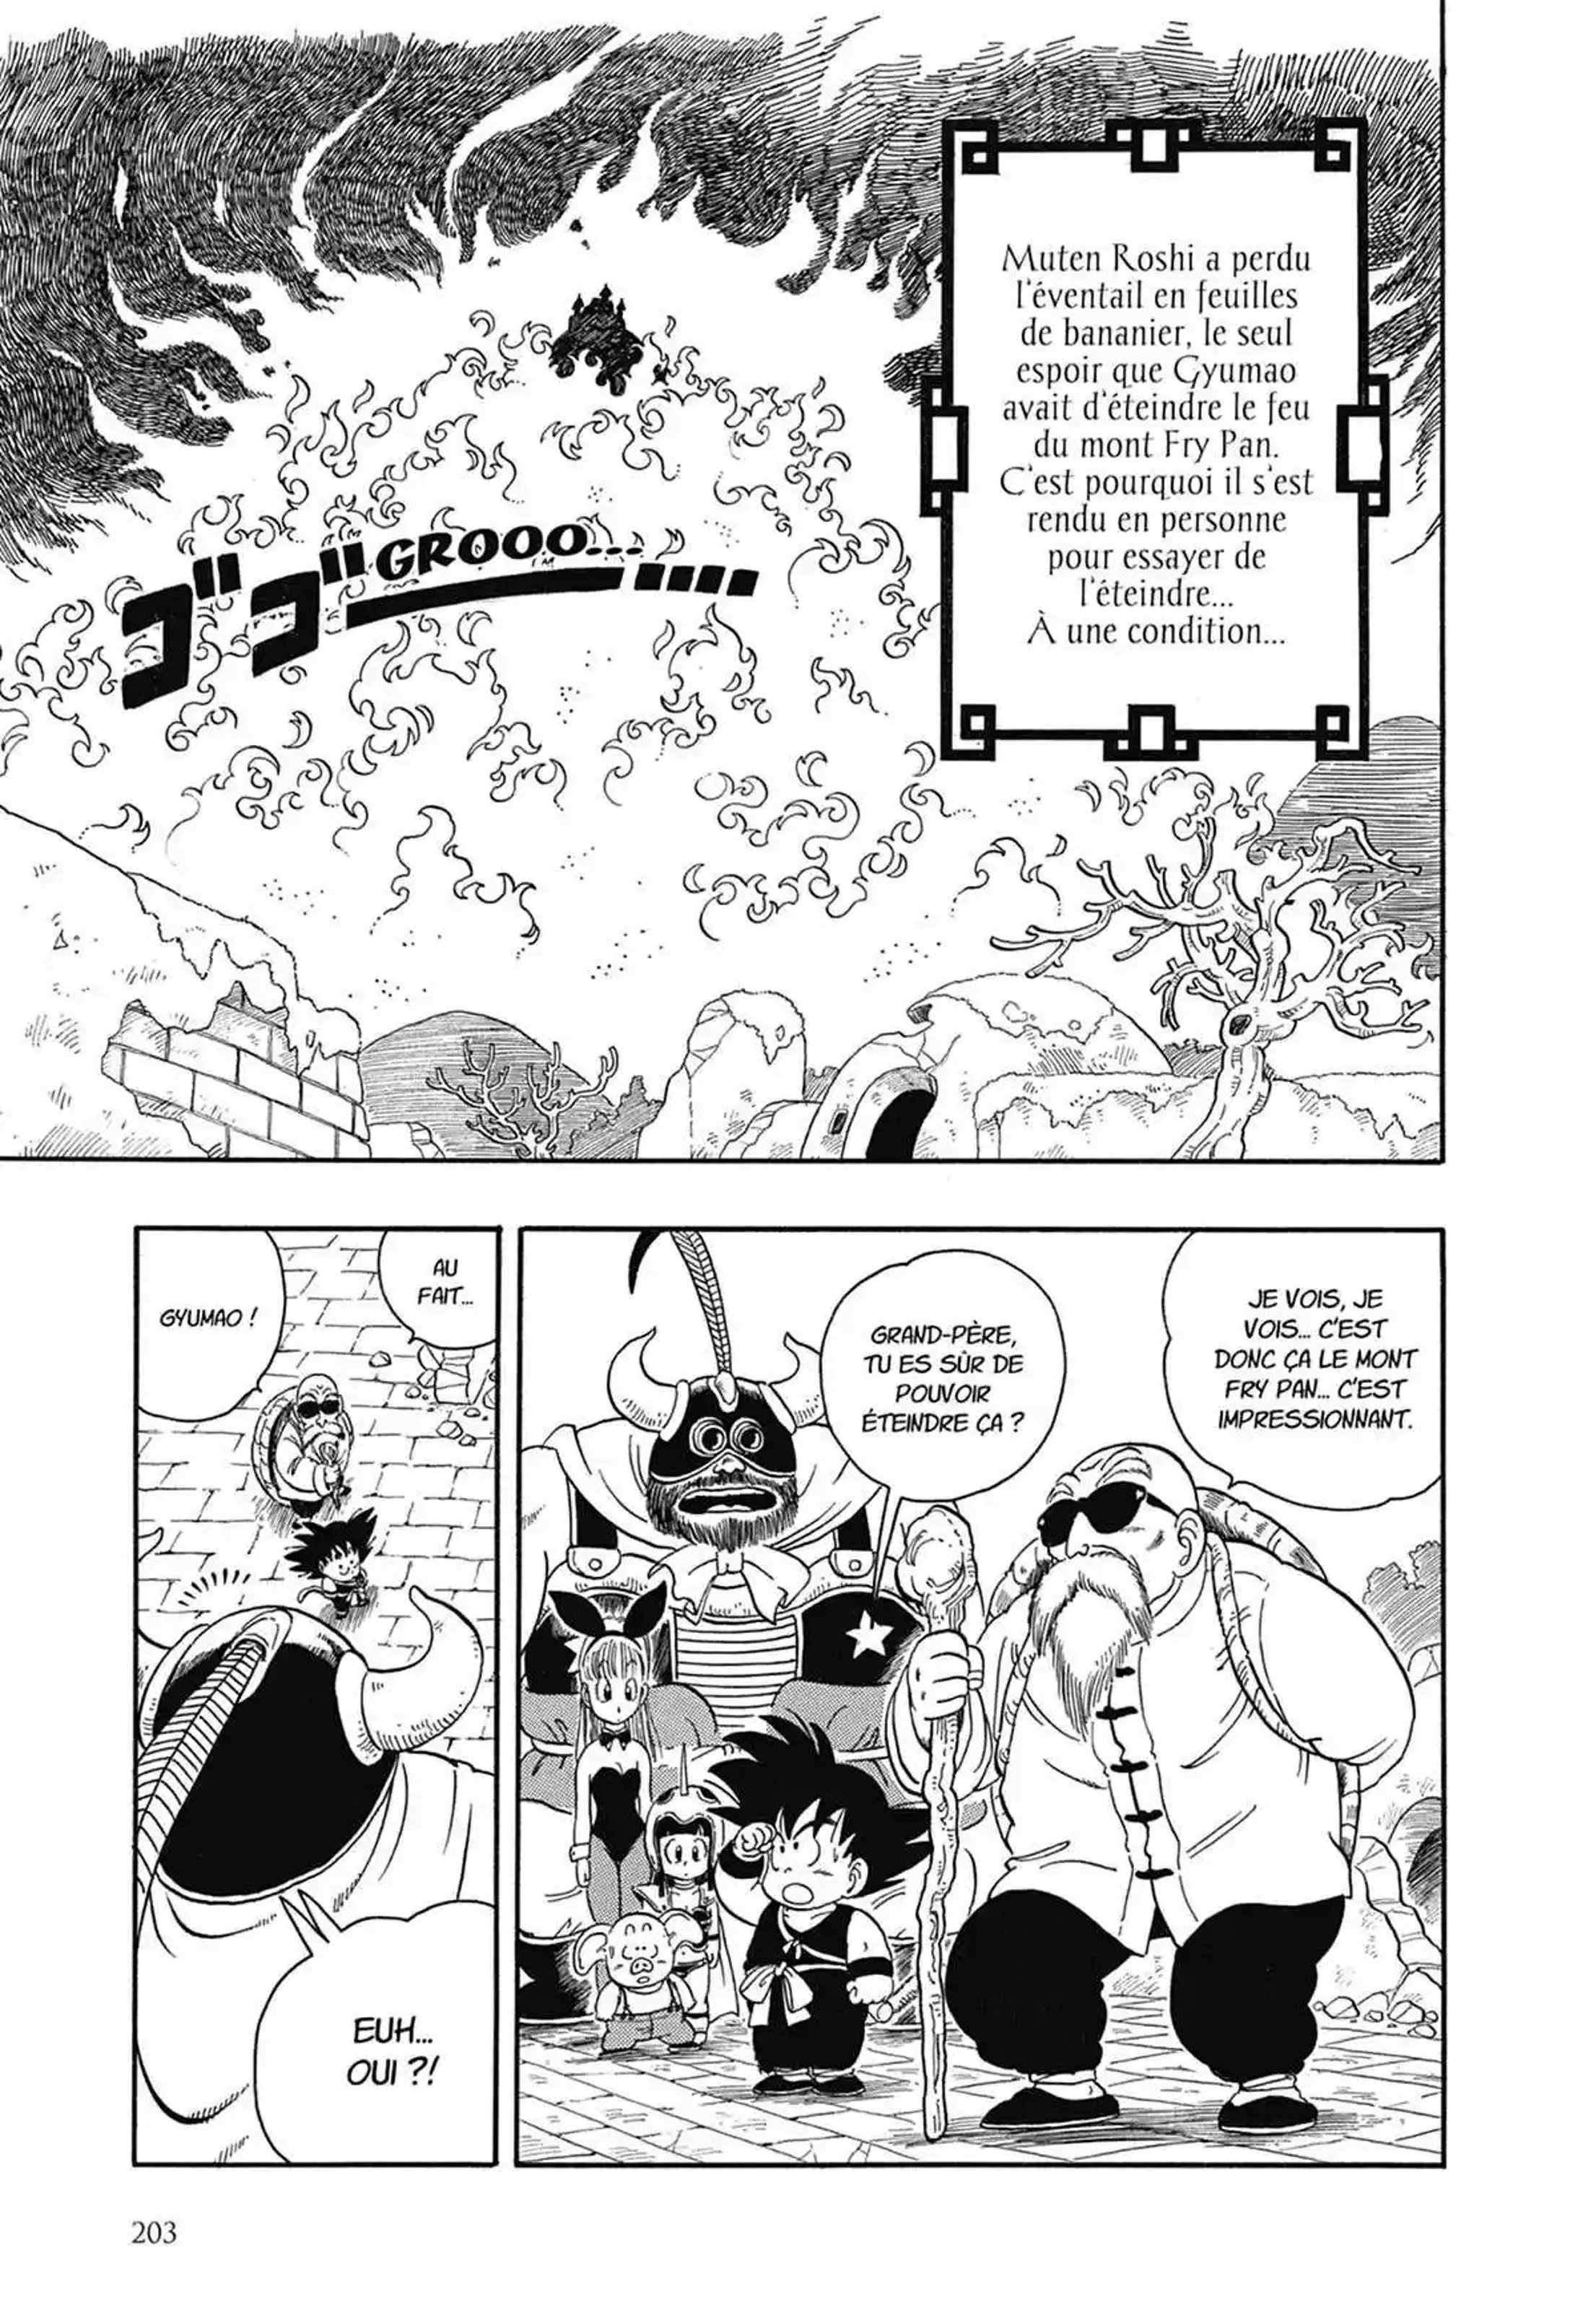 Muten Roshi a perdu
l'éventail en feuilles
de bananier, le seul
espoir que Gyumao
avait d'éteindre le feu
du mont Fry Pan.
C'est pourquoi il s'est
rendu en personne
pour essayer de
l'éteindre...
À une condition...
GROOO...
ゴゴー
JE VOIS, JE
VOIS... C'EST
DONC ÇA LE MONT
FRY PAN... C'EST
IMPRESSIONNANT.
GRAND-PÈRE,
TU ES SÛR DE
POUVOIR
ÉTEINDRE ÇA ?
AU
FAIT...
GYUMAO !
EUH...
OUI ?!
203